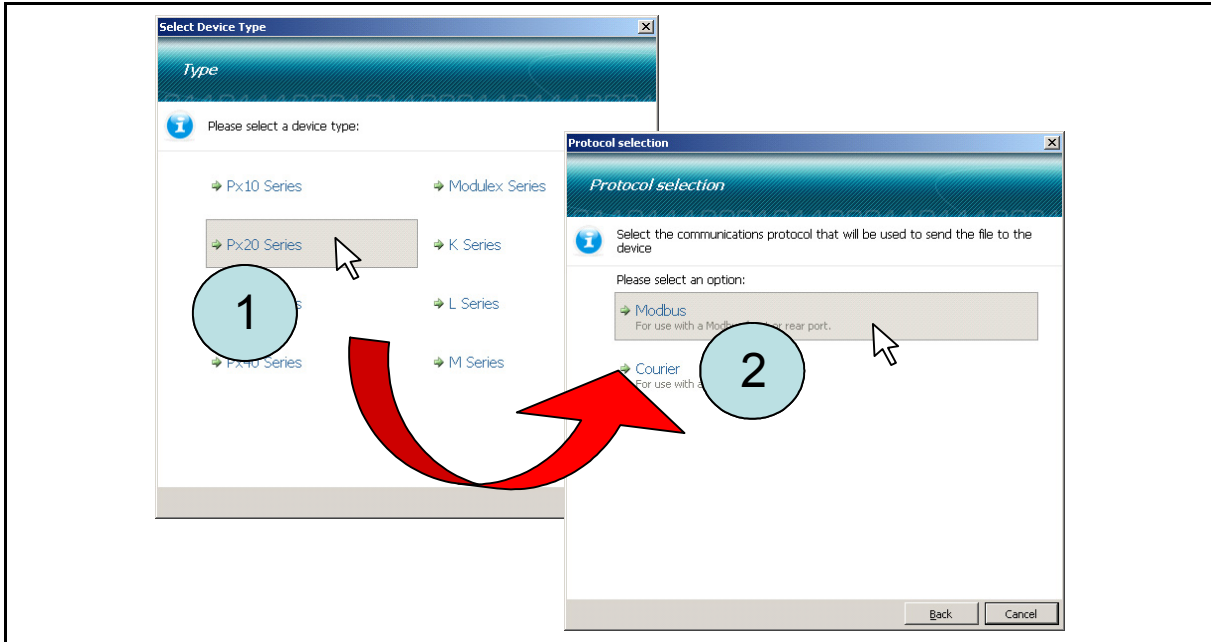 Select Device Type
Type
Please select a device type:
Px10 Series
Modulex Series
Px20 Series
K Series
L Series
Px40 Series
M Series
1
Protocol selection
Protocol selection
Select the communications protocol that will be used to send the file to the
device
Please select an option:
Modbus
For use with a Modbus or rear port.
Courier
For use with a
2
Back
Cancel